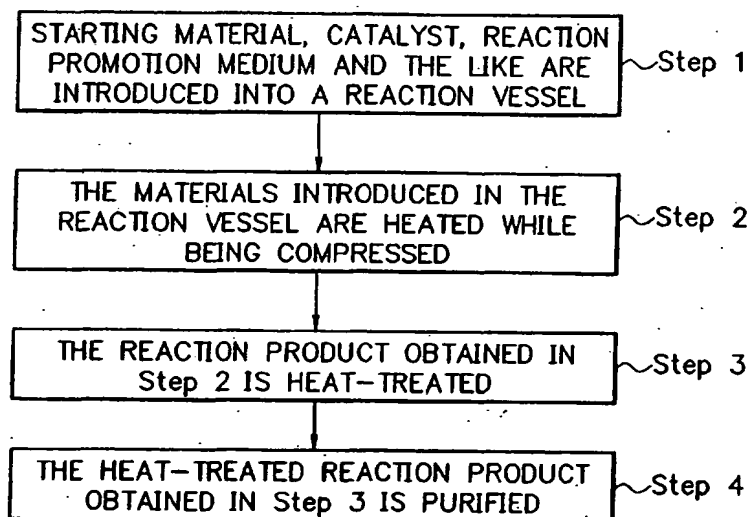 STARTING MATERIAL, CATALYST, REACTION
PROMOTION MEDIUM AND THE LIKE ARE
INTRODUCED INTO A REACTION VESSEL
Step 1
THE MATERIALS INTRODUCED IN THE
REACTION VESSEL ARE HEATED WHILE
BEING COMPRESSED
Step 2
THE REACTION PRODUCT OBTAINED IN
Step 2 IS HEAT-TREATED
Step 3
THE HEAT-TREATED REACTION PRODUCT
OBTAINED IN Step 3 IS PURIFIED
Step 4